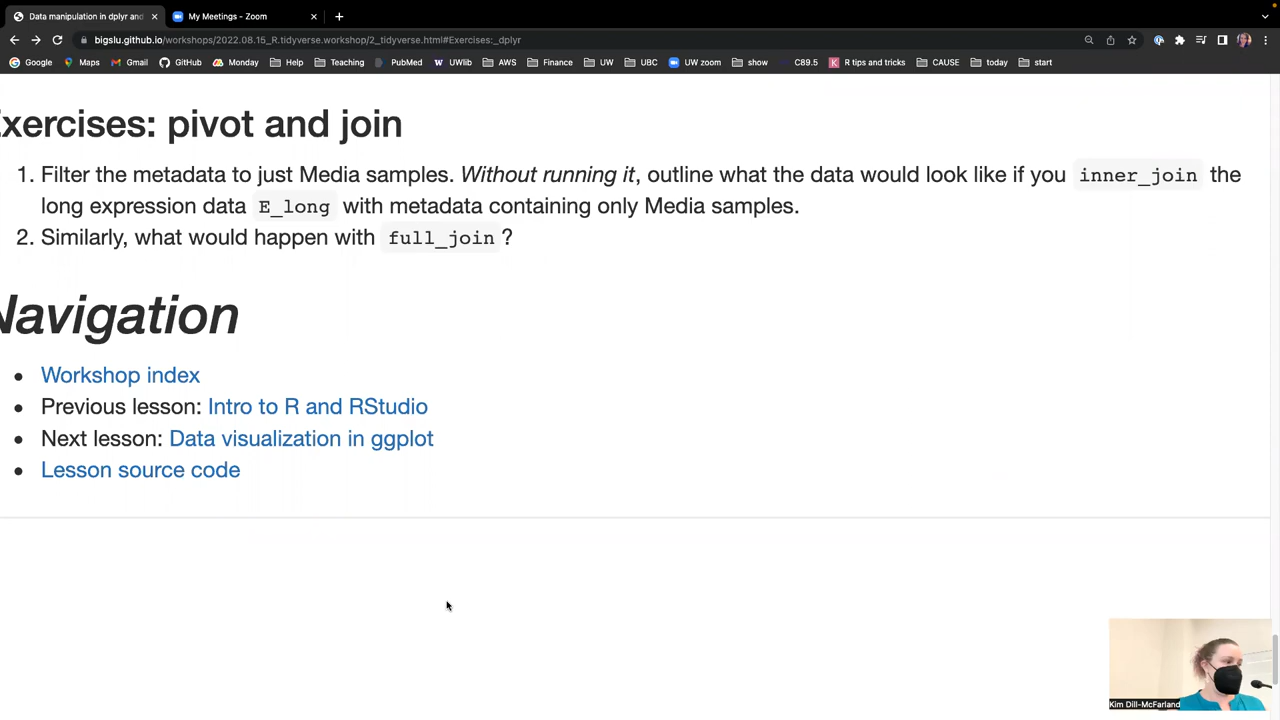 Data manipulation in dplyr and
My Meetings – Zoom
bigslu.github.io/workshops/2022.08.15_R.tidyverse.workshop/2_tidyverse.html#Exercises:_dplyr
Google Maps Gmail GitHub Monday Help Teaching PubMed UWlib AWS Finance UW UBC UW zoom show C89.5 R tips and tricks CAUSE today start
xercises: pivot and join
1. Filter the metadata to just Media samples. Without running it, outline what the data would look like if you inner_join the
long expression data E_long with metadata containing only Media samples.
2. Similarly, what would happen with full_join ?
Navigation
• Workshop index
• Previous lesson: Intro to R and RStudio
• Next lesson: Data visualization in ggplot
• Lesson source code
Kim Dill-McFarland